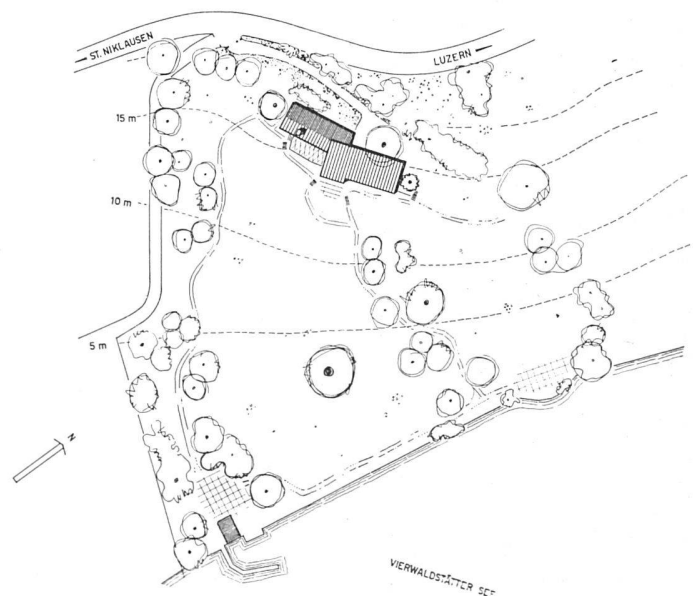 ← ST. NIKLAUSEN
LUZERN →
15 m
10 m
5 m
N
VIERWALDSTÄTTER SEE